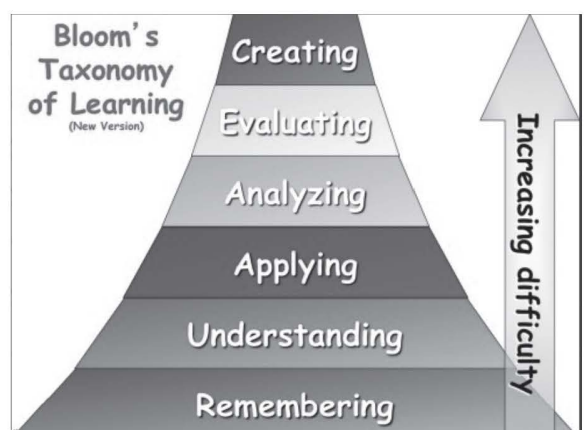 Bloom's
Taxonomy
of Learning
(New Version)
Creating
Evaluating
Analyzing
Applying
Understanding
Remembering
Increasing difficulty